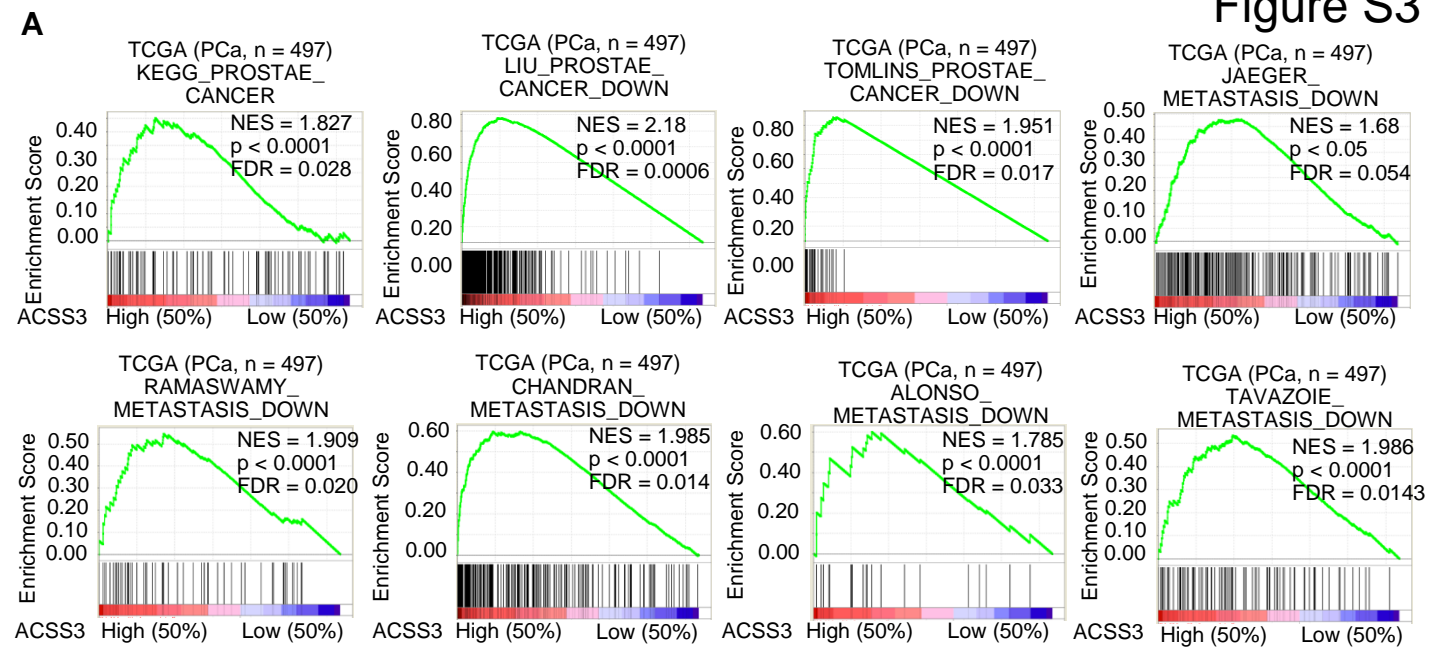 Figure S3
A
TCGA (PCa, n = 497)
KEGG_PROSTAE_
CANCER
Enrichment Score
0.40
0.30
0.20
0.10
0.00
NES = 1.827
p < 0.0001
FDR = 0.028
ACSS3 High (50%) Low (50%)
TCGA (PCa, n = 497)
LIU_PROSTAE_
CANCER_DOWN
Enrichment Score
0.80
0.60
0.40
0.20
0.00
NES = 2.18
p < 0.0001
FDR = 0.0006
ACSS3 High (50%) Low (50%)
TCGA (PCa, n = 497)
TOMLINS_PROSTAE_
CANCER_DOWN
Enrichment Score
0.80
0.60
0.40
0.20
0.00
NES = 1.951
p < 0.0001
FDR = 0.017
ACSS3 High (50%) Low (50%)
TCGA (PCa, n = 497)
JAEGER_
METASTASIS_DOWN
Enrichment Score
0.50
0.40
0.30
0.20
0.10
0.00
NES = 1.68
p < 0.05
FDR = 0.054
ACSS3 High (50%) Low (50%)
TCGA (PCa, n = 497)
RAMASWAMY_
METASTASIS_DOWN
Enrichment Score
0.50
0.40
0.30
0.20
0.10
0.00
NES = 1.909
p < 0.0001
FDR = 0.020
ACSS3 High (50%) Low (50%)
TCGA (PCa, n = 497)
CHANDRAN_
METASTASIS_DOWN
Enrichment Score
0.60
0.40
0.20
0.00
NES = 1.985
p < 0.0001
FDR = 0.014
ACSS3 High (50%) Low (50%)
TCGA (PCa, n = 497)
ALONSO_
METASTASIS_DOWN
Enrichment Score
0.60
0.40
0.20
0.00
NES = 1.785
p < 0.0001
FDR = 0.033
ACSS3 High (50%) Low (50%)
TCGA (PCa, n = 497)
TAVAZOIE_
METASTASIS_DOWN
Enrichment Score
0.50
0.40
0.30
0.20
0.10
0.00
NES = 1.986
p < 0.0001
FDR = 0.0143
ACSS3 High (50%) Low (50%)